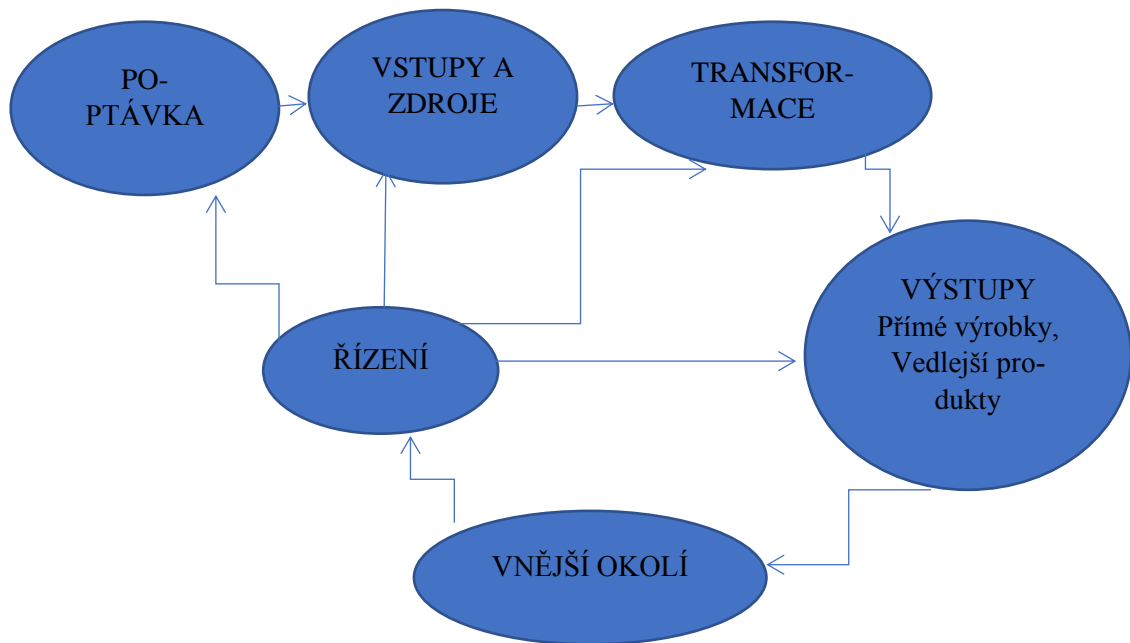 PO-
PTÁVKA
VSTUPY A
ZDROJE
TRANSFOR-
MACE
VÝSTUPY
Přímé výrobky,
Vedlejší pro-
dukty
ŘÍZENÍ
VNĚJŠÍ OKOLÍ